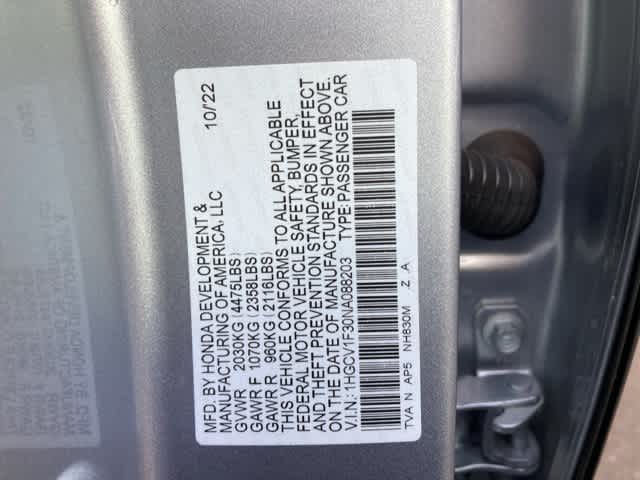 MFD. BY HONDA DEVELOPMENT &
MANUFACTURING OF AMERICA, LLC 10/22
GVWR 2030KG (4475LBS)
GAWR F 1070KG (2358LBS)
GAWR R 960KG (2116LBS)
THIS VEHICLE CONFORMS TO ALL APPLICABLE
FEDERAL MOTOR VEHICLE SAFETY, BUMPER,
AND THEFT PREVENTION STANDARDS IN EFFECT
ON THE DATE OF MANUFACTURE SHOWN ABOVE.
V.I.N.: 1HGCV1F30NA088203 TYPE: PASSENGER CAR
TVA N AP5 NH830M .Z .A